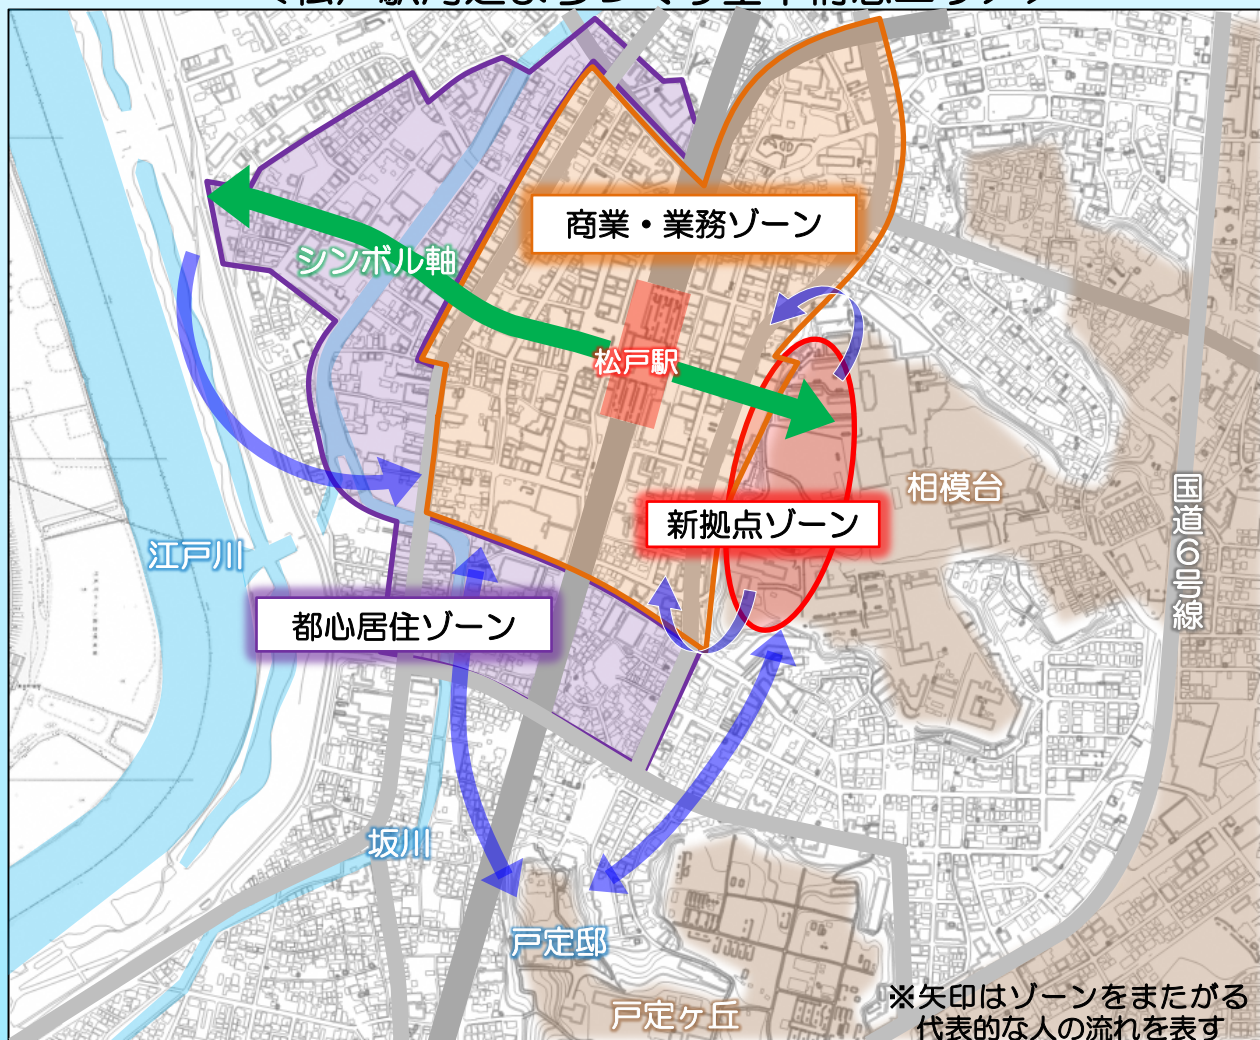 商業・業務ゾーン
シンボル軸
松戸駅
相模台
国道6号線
新拠点ゾーン
江戸川
都心居住ゾーン
坂川
戸定邸
戸定ヶ丘
※矢印はゾーンをまたがる
代表的な人の流れを表す